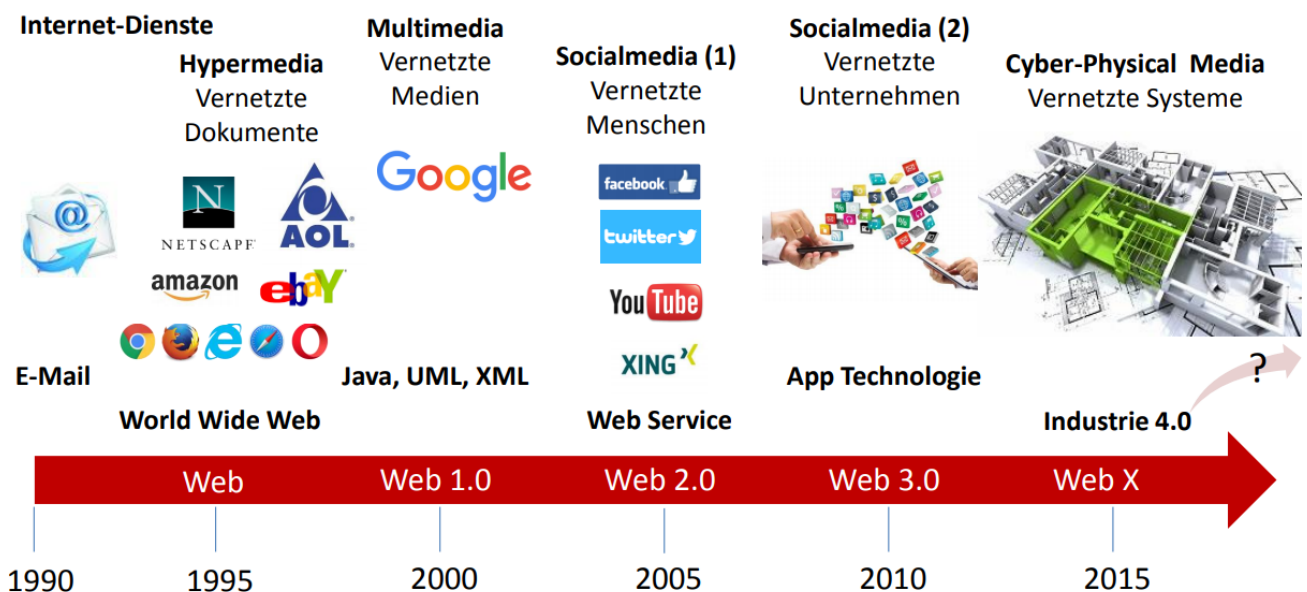 Internet-Dienste
Hypermedia
Vernetzte
Dokumente
Multimedia
Vernetzte
Medien
Socialmedia (1)
Vernetzte
Menschen
Socialmedia (2)
Vernetzte
Unternehmen
Cyber-Physical Media
Vernetzte Systeme
@
N
NETSCAPE
AOL
amazon
ebaY
Google
facebook
twitter
You Tube
XING
E-Mail
World Wide Web
Java, UML, XML
Web Service
App Technologie
Industrie 4.0
?
Web
Web 1.0
Web 2.0
Web 3.0
Web X
1990
1995
2000
2005
2010
2015